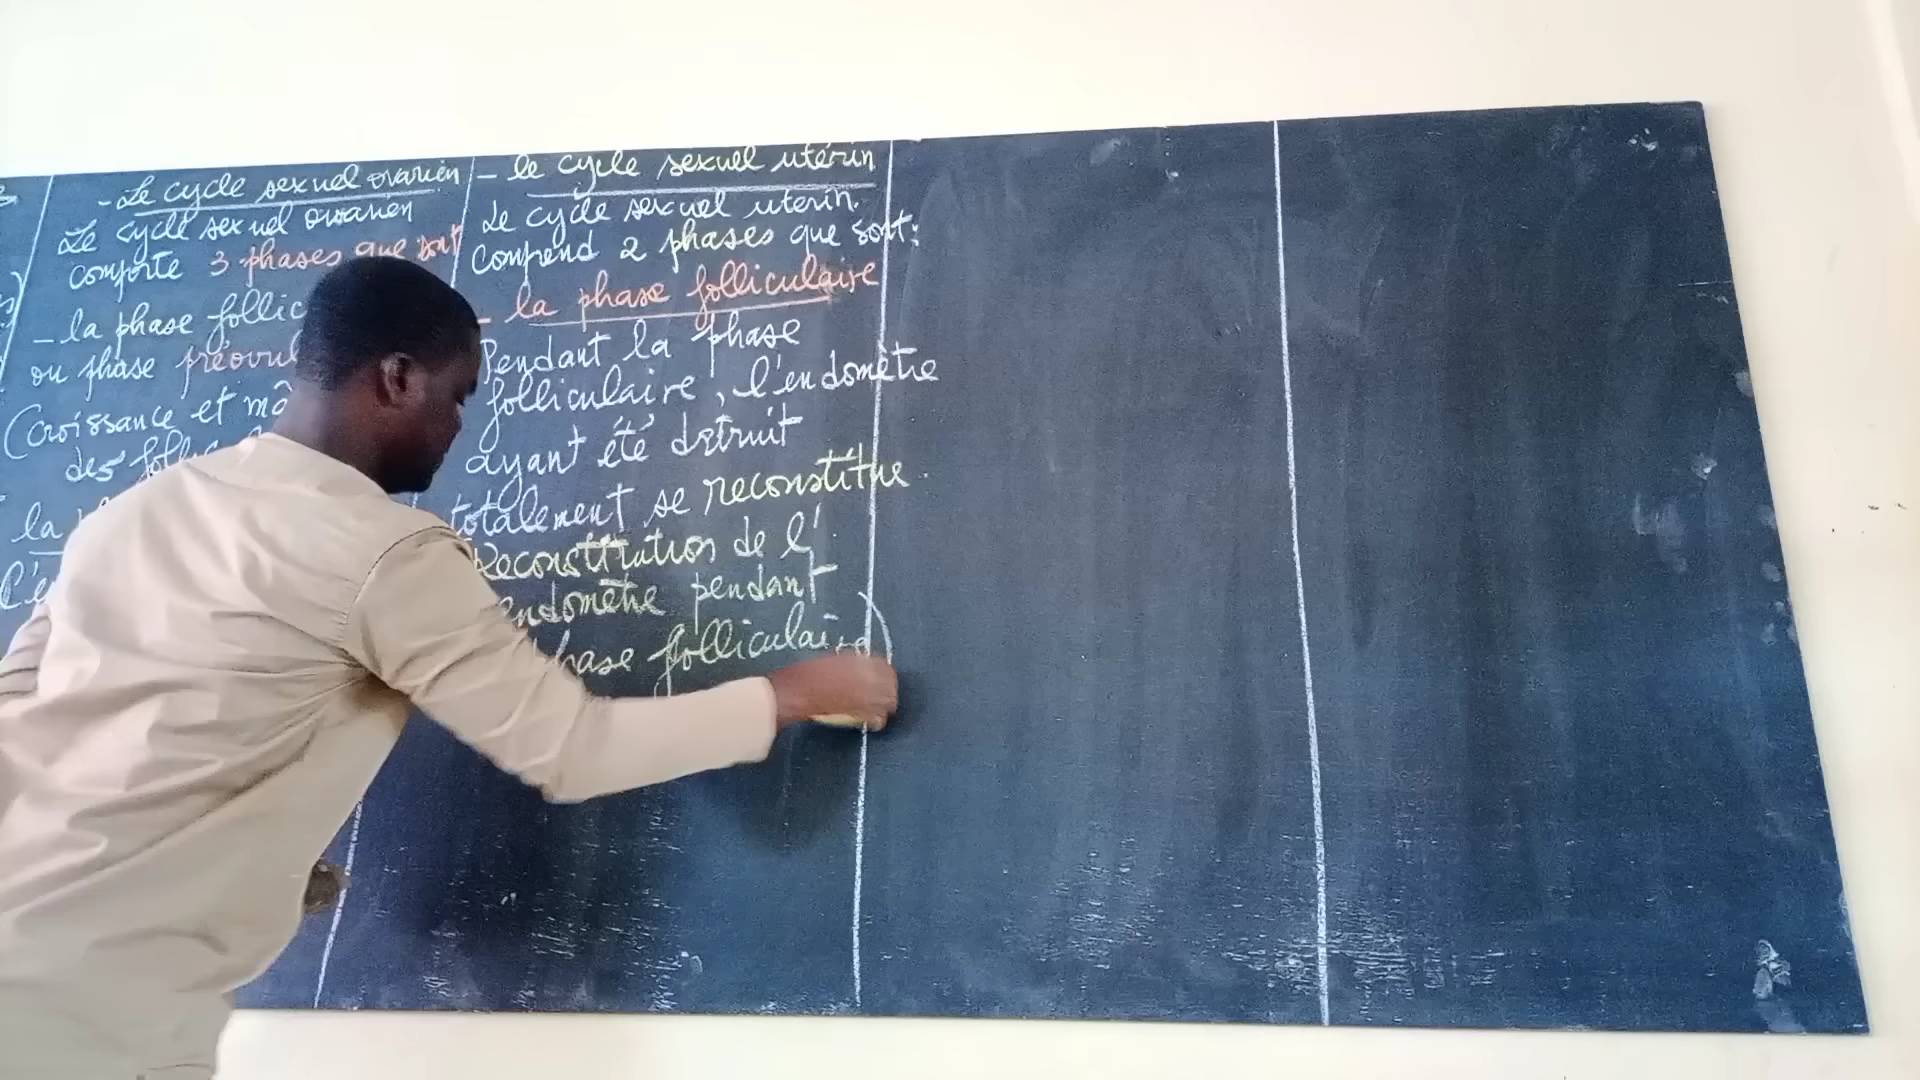 - Le cycle sexuel ovarien
Le cycle sexuel ovarien
comporte 3 phases que sont
- la phase follic
ou phase préovul
(Croissance et mâ
des foll
la
l'e
- le cycle sexuel utérin
Le cycle sexuel utérin.
comprend 2 phases que sont:
- la phase folliculaire
Pendant la phase
folliculaire, l'endomètre
ayant été détruit
totalement se reconstitue.
Reconstitution de l'
endomètre pendant
phase folliculaire)